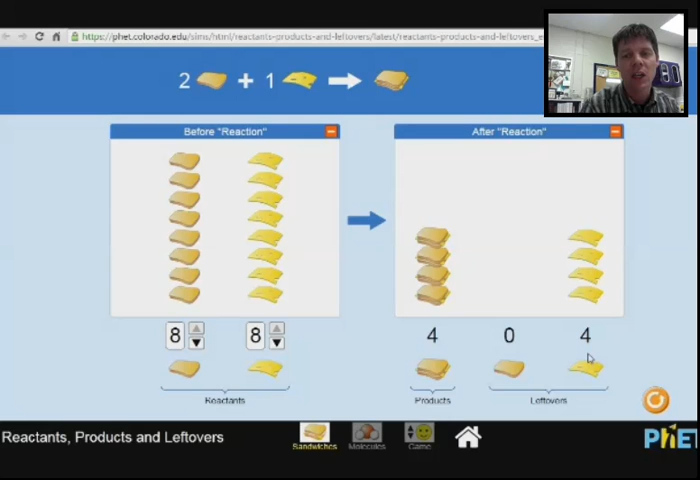 https://phet.colorado.edu/sims/html/reactants-products-and-leftovers/latest/reactants-products-and-leftovers_e
2 + 1
Before "Reaction"
After "Reaction"
8 8
4 0 4
Reactants
Products
Leftovers
Reactants, Products and Leftovers
Sandwiches
Molecules
Game
PhET